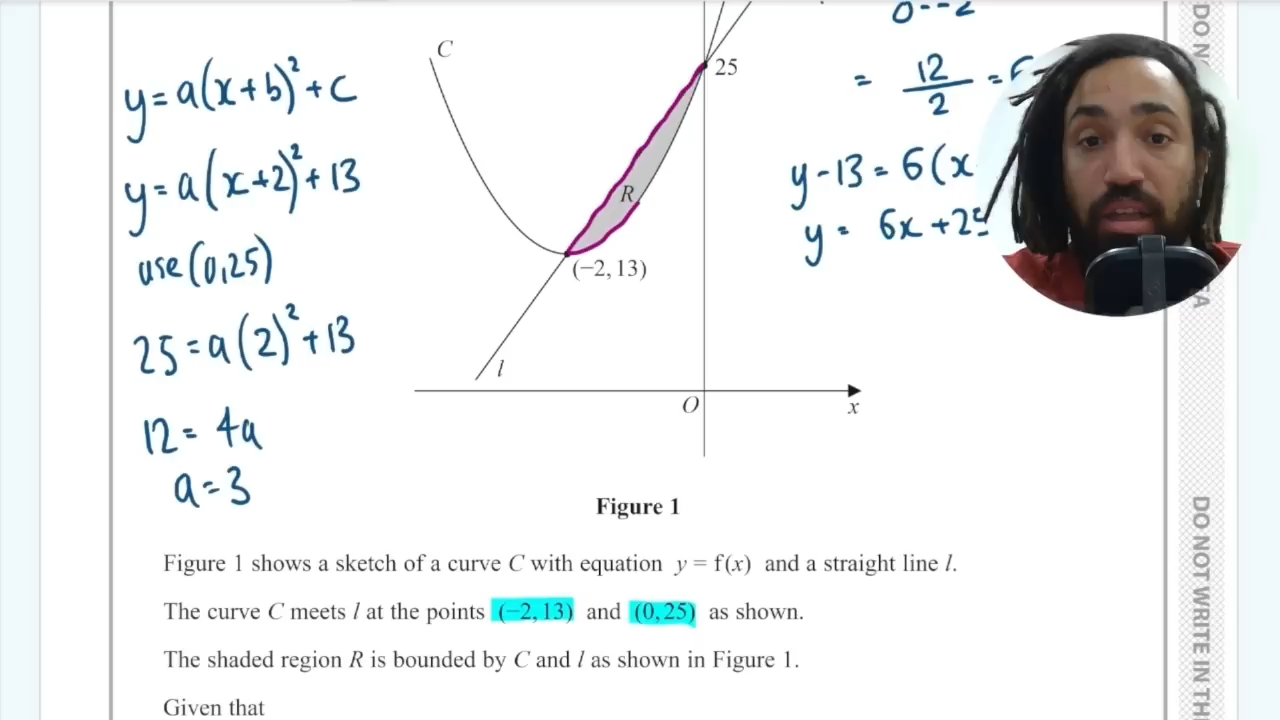 y=a(x+b)²+c
y=a(x+2)²+13
use (0,25)
25=a(2)²+13
12=4a
a=3
C
25
R
(−2, 13)
l
O
x
0--2
= 12/2 =
y-13=6(x
y= 6x+25
Figure 1
Figure 1 shows a sketch of a curve C with equation y = f(x) and a straight line l.
The curve C meets l at the points (−2, 13) and (0, 25) as shown.
The shaded region R is bounded by C and l as shown in Figure 1.
Given that
DO NOT WRITE IN TH